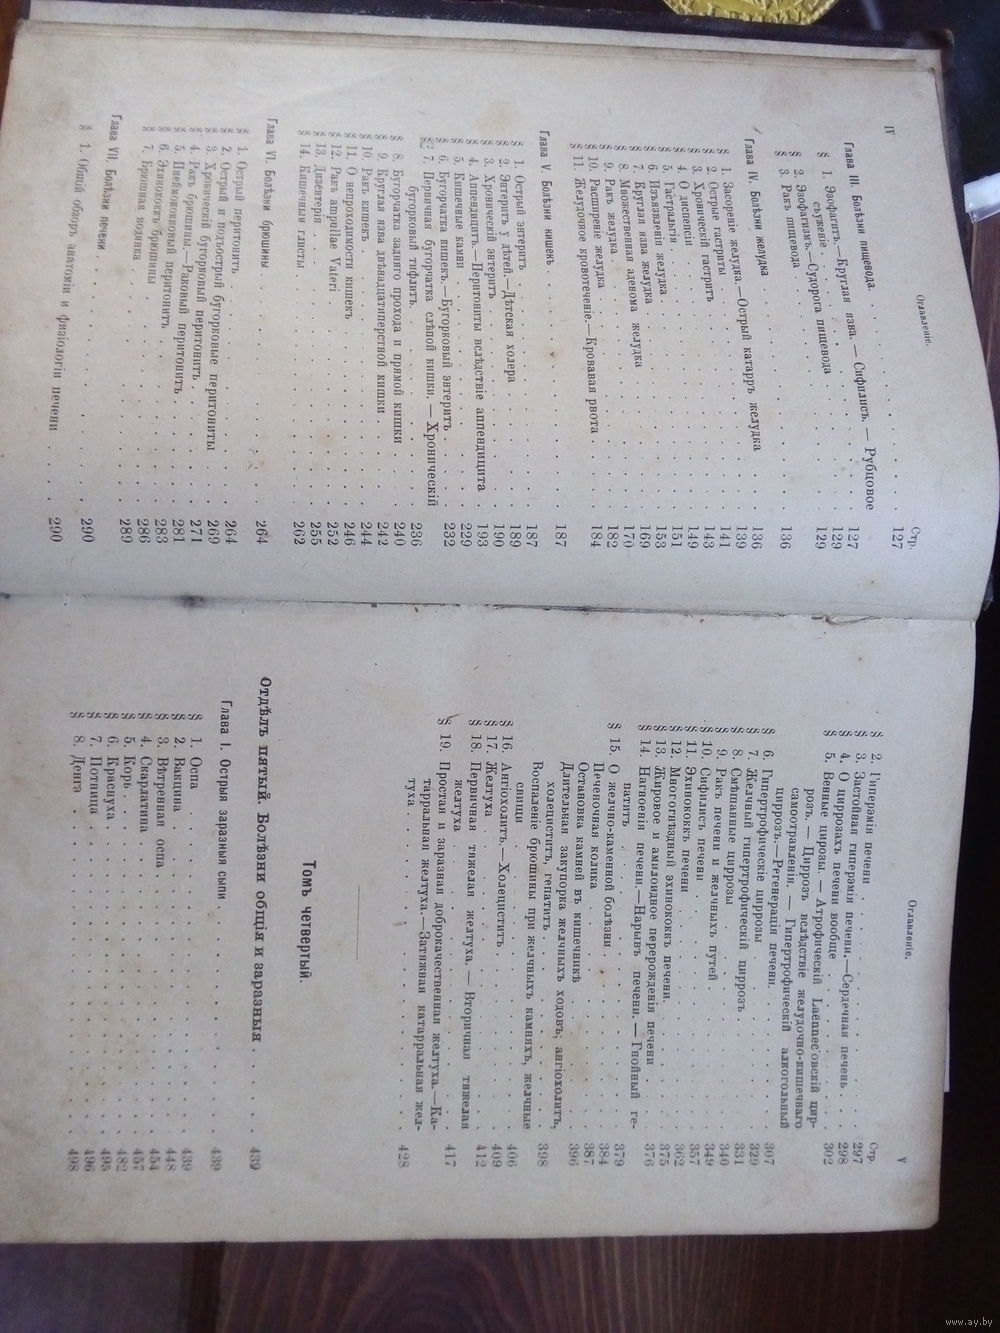 IV
Оглавленіе.
Стр.
Глава III. Болѣзни пищевода. . . . . . . 127
§ 1. Эзофагитъ.—Круглая язва. — Сифилисъ. — Рубцовое 127
съуженіе . . . . . . . 129
§ 2. Эзофагизмъ.—Судорога пищевода . . . . 129
§ 3. Ракъ пищевода . . . . . . . 136
Глава IV. Болѣзни желудка . . . . . . . 136
§ 1. Засореніе желудка.—Острый катарръ желудка . 139
§ 2. Острые гастриты . . . . . . . 141
§ 3. Хроническій гастритъ . . . . . . . 143
§ 4. О диспепсіи . . . . . . . 149
§ 5. Гастралгія . . . . . . . 151
§ 6. Изъязвленія желудка . . . . . . . 153
§ 7. Круглая язва желудка . . . . . . . 169
§ 8. Множественная аденома желудка . . . . 170
§ 9. Ракъ желудка . . . . . . . 182
§ 10. Расширеніе желудка . . . . . . . 184
§ 11. Желудочное кровотеченіе.—Кровавая рвота
Глава V. Болѣзни кишекъ. . . . . . . 187
§ 1. Острый энтеритъ . . . . . . . 187
§ 2. Энтеритъ у дѣтей.—Дѣтская холера . . . 189
§ 3. Хроническій энтеритъ . . . . . . . 190
§ 4. Аппендицитъ.—Перитониты вслѣдствіе аппендицита 193
§ 5. Кишечные камни . . . . . . . 229
§ 6. Бугорчатка кишекъ.—Бугорковый энтеритъ . . 232
§ 7. Первичная бугорчатка слѣпой кишки. — Хроническій
бугорковый тифлитъ. . . . . . . 236
§ 8. Бугорчатка задняго прохода и прямой кишки . 240
§ 9. Круглая язва двѣнадцатиперстной кишки . . 242
§ 10. Ракъ кишекъ . . . . . . . 244
§ 11. О непроходимости кишекъ . . . . . 246
§ 12. Ракъ ampullae Vateri . . . . . . . 252
§ 13. Дизентерія . . . . . . . 255
§ 14. Кишечные глисты . . . . . . . 262
Глава VI. Болѣзни брюшины . . . . . . . 264
§ 1. Острый перитонитъ . . . . . . . 264
§ 2. Острый и подъострый бугорковые перитониты . 269
§ 3. Хроническій бугорковый перитонитъ . . . 271
§ 4. Ракъ брюшины.—Раковый перитонитъ . . . 281
§ 5. Пнеймококковый перитонитъ . . . . . 283
§ 6. Эхинококкъ брюшины . . . . . . . 286
§ 7. Брюшная водянка . . . . . . . 289
Глава VII. Болѣзни печени . . . . . . . 290
§ 1. Общій обзоръ анатоміи и физіологіи печени . 290
Оглавленіе.
V
Стр.
§ 2. Гиперэмія печени . . . . . . . 297
§ 3. Застойная гиперэмія печени.—Сердечная печень . 298
§ 4. О циррозахъ печени вообще . . . . . 302
§ 5. Венные цирозы. — Атрофическій Laënnec'овскій цир-
розъ. — Циррозъ вслѣдствіе желудочно-кишечнаго
самоотравленія. — Гипертрофическій алкогольный
циррозъ.—Регенерація печени. . . . . 307
§ 6. Гипертрофическіе циррозы . . . . . 329
§ 7. Желчный гипертрофическій циррозъ . . . 331
§ 8. Смѣшанные циррозы . . . . . . . 340
§ 9. Ракъ печени и желчныхъ путей . . . . 349
§ 10. Сифилисъ печени . . . . . . . 357
§ 11. Эхинококкъ печени . . . . . . . 362
§ 12. Многогнѣздный эхинококкъ печени. . . . 375
§ 13. Жировое и амилоидное перерожденія печени . 376
§ 14. Нагноенія печени.—Нарывъ печени. — Гнойный ге-
патитъ . . . . . . . 379
§ 15. О желчно-каменной болѣзни . . . . . 384
Печеночная колика . . . . . . . 387
Остановка камней въ кишечникѣ . . . . 396
Длительная закупорка желчныхъ ходовъ; ангіохолитъ,
холециститъ, гепатитъ . . . . . . . 398
Воспаленіе брюшины при желчныхъ камняхъ, желчные
свищи . . . . . . . 406
§ 16. Ангіохолитъ.—Холециститъ . . . . . 409
§ 17. Желтуха . . . . . . . 412
§ 18. Первичная тяжелая желтуха.— Вторичная тяжелая
желтуха . . . . . . . 417
§ 19. Простая и заразная доброкачественная желтуха.—Ка-
тарральная желтуха.—Затяжная катарральная жел-
туха . . . . . . . 428
Томъ четвертый.
Отдѣлъ пятый. Болѣзни общія и заразныя . . . 439
Глава I. Острыя заразныя сыпи . . . . . . . 439
§ 1. Оспа . . . . . . . 439
§ 2. Вакцина . . . . . . . 448
§ 3. Вѣтренная оспа . . . . . . . 454
§ 4. Скарлатина . . . . . . . 457
§ 5. Корь . . . . . . . 482
§ 6. Краснуха . . . . . . . 495
§ 7. Потница . . . . . . . 496
§ 8. Денга . . . . . . . 498
www.ay.by